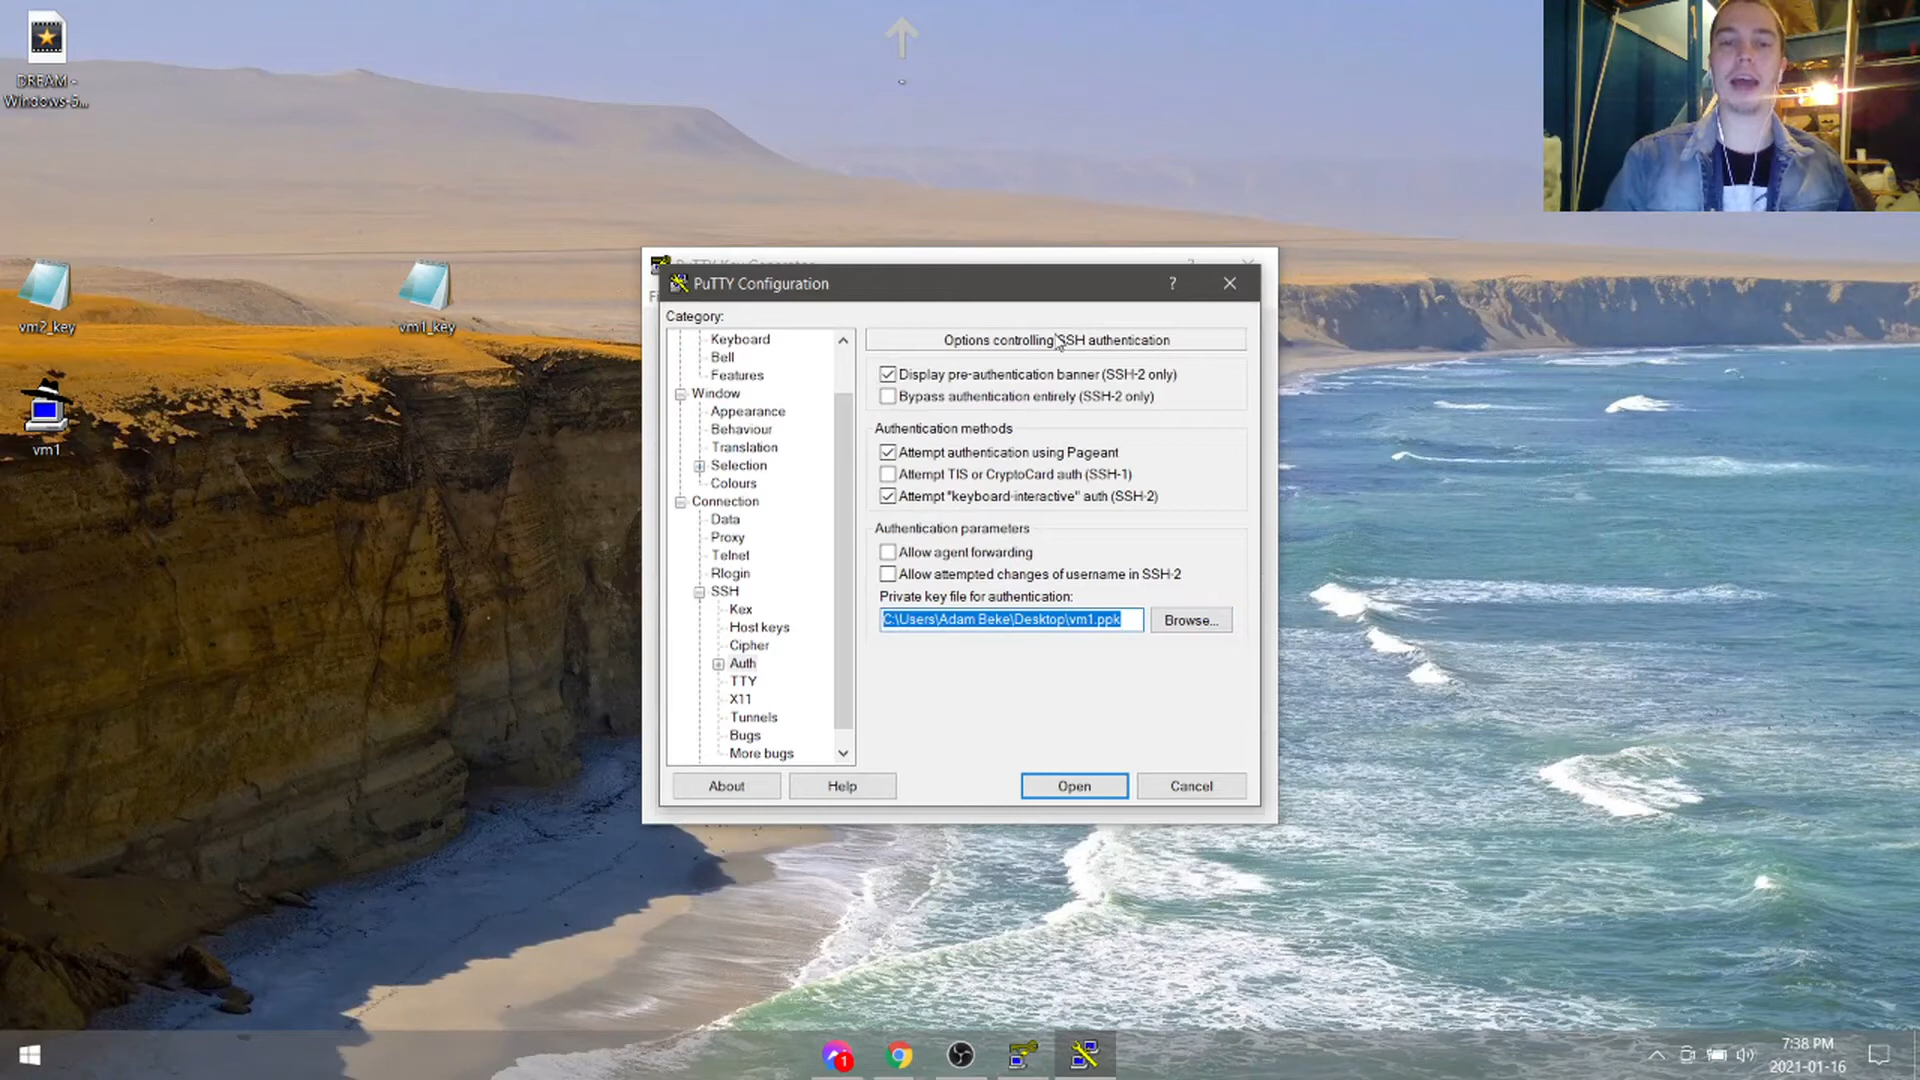 DREAM -
Windows-5...
-
vm2_key
vm1_key
vm1
PuTTY Key Generator
?
PuTTY Configuration
?
Category:
Keyboard
Bell
Features
Window
Appearance
Behaviour
Translation
Selection
Colours
Connection
Data
Proxy
Telnet
Rlogin
SSH
Kex
Host keys
Cipher
Auth
TTY
X11
Tunnels
Bugs
More bugs
Options controlling SSH authentication
Display pre-authentication banner (SSH-2 only)
Bypass authentication entirely (SSH-2 only)
Authentication methods
Attempt authentication using Pageant
Attempt TIS or CryptoCard auth (SSH-1)
Attempt "keyboard-interactive" auth (SSH-2)
Authentication parameters
Allow agent forwarding
Allow attempted changes of username in SSH-2
Private key file for authentication:
C:\Users\Adam Beke\Desktop\vm1.ppk
Browse...
About
Help
Open
Cancel
1
7:38 PM
2021-01-16